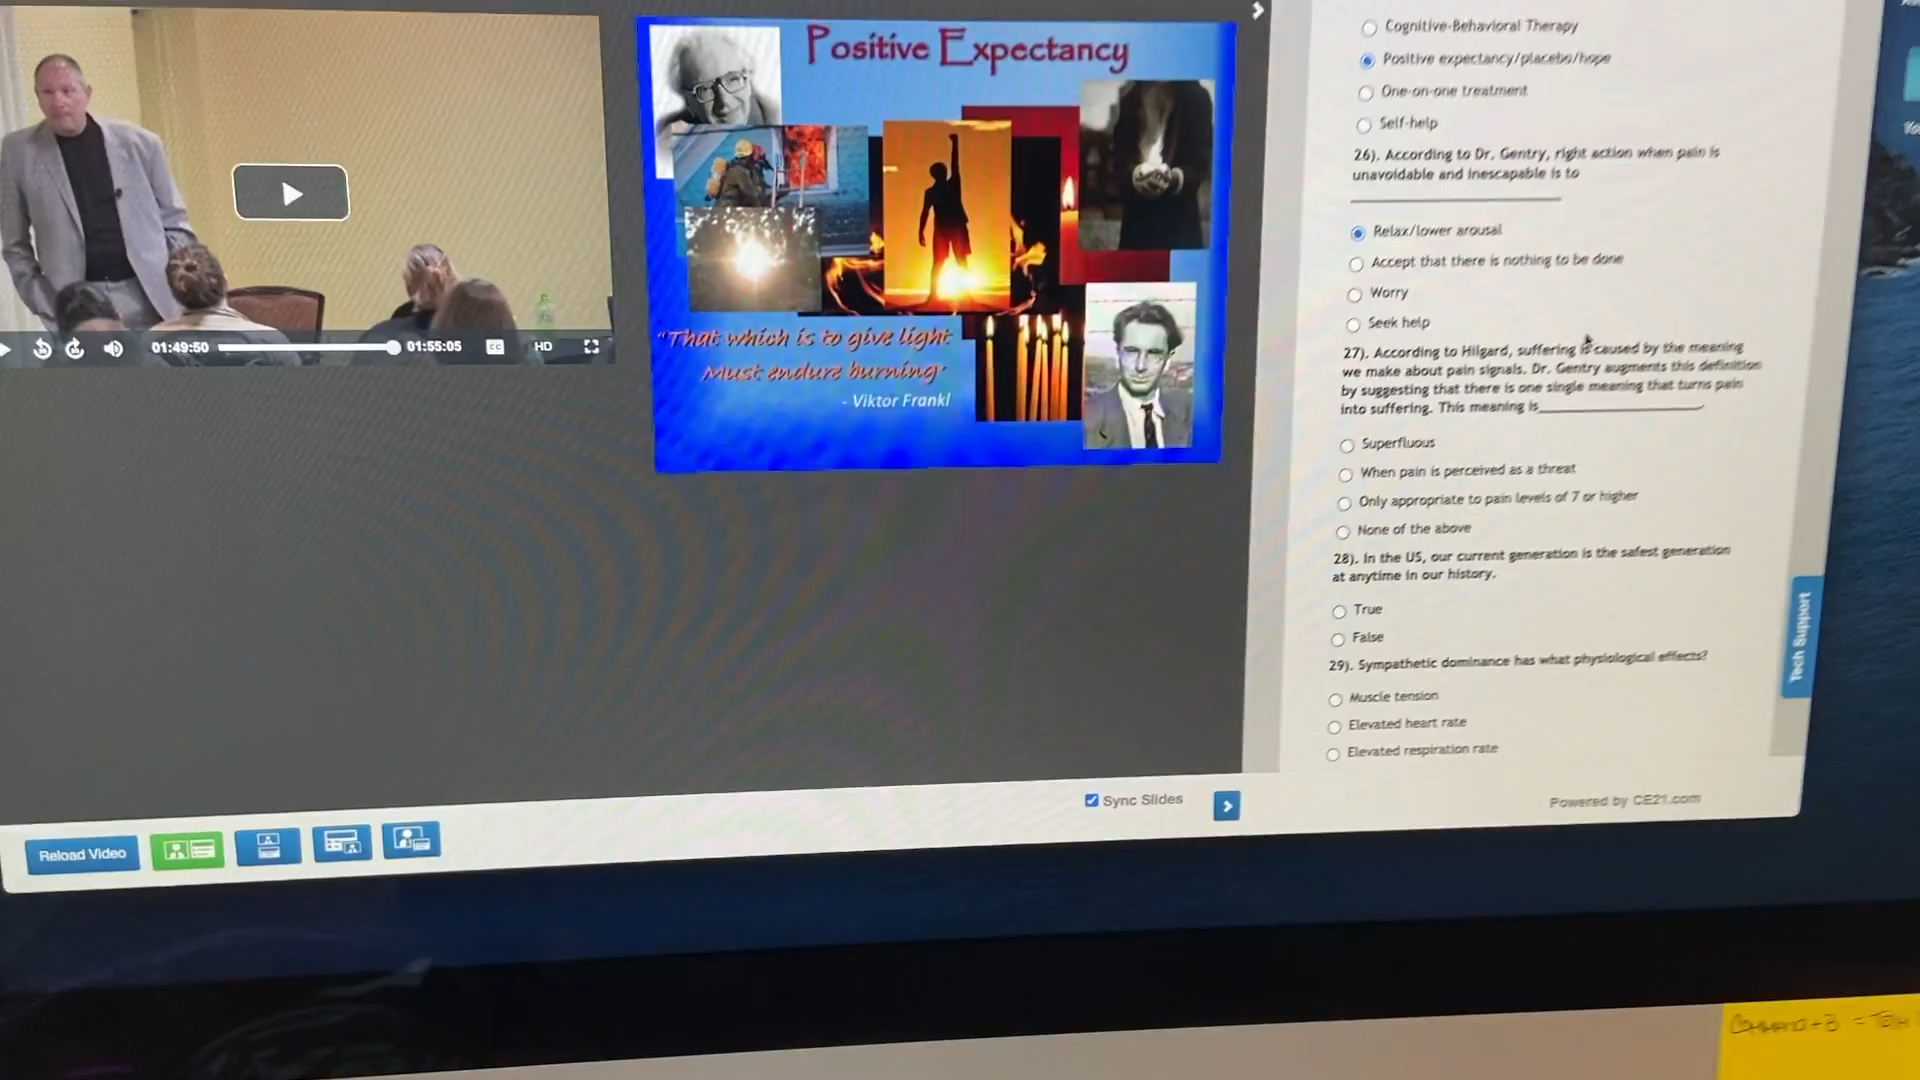 Positive Expectancy
"That which is to give light
Must endure burning"
- Viktor Frankl
01:49:50
01:55:05
CC
HD
Cognitive-Behavioral Therapy
Positive expectancy/placebo/hope
One-on-one treatment
Self-help
26). According to Dr. Gentry, right action when pain is
unavoidable and inescapable is to
Relax/lower arousal
Accept that there is nothing to be done
Worry
Seek help
27). According to Hilgard, suffering is caused by the meaning
we make about pain signals. Dr. Gentry augments this definition
by suggesting that there is one single meaning that turns pain
into suffering. This meaning is
Superfluous
When pain is perceived as a threat
Only appropriate to pain levels of 7 or higher
None of the above
28). In the US, our current generation is the safest generation
at anytime in our history.
True
False
29). Sympathetic dominance has what physiological effects?
Muscle tension
Elevated heart rate
Elevated respiration rate
Tech Support
Sync Slides
Powered by CE21.com
Reload Video
COMMAND + B =